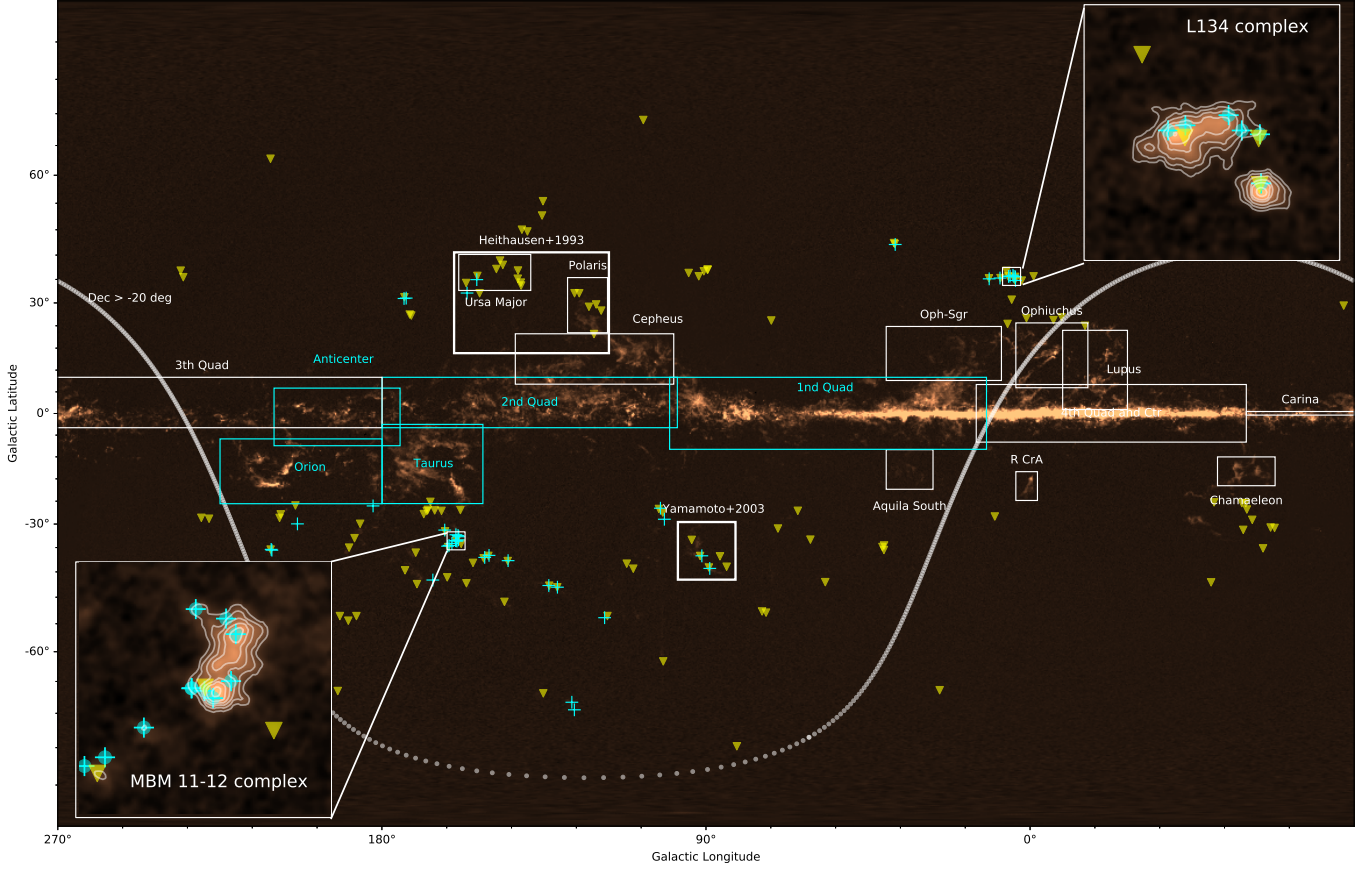 L134 complex
60°
Heithausen+1993
Polaris
30°
Dec > -20 deg
Ursa Major
Cepheus
Oph-Sgr
Ophiuchus
3th Quad
Anticenter
Lupus
1nd Quad
2nd Quad
Carina
0°
4th Quad and Ctr
Galactic Latitude
Orion
Taurus
R CrA
Aquila South
Chamaeleon
Yamamoto+2003
-30°
-60°
MBM 11-12 complex
270°
180°
90°
0°
Galactic Longitude